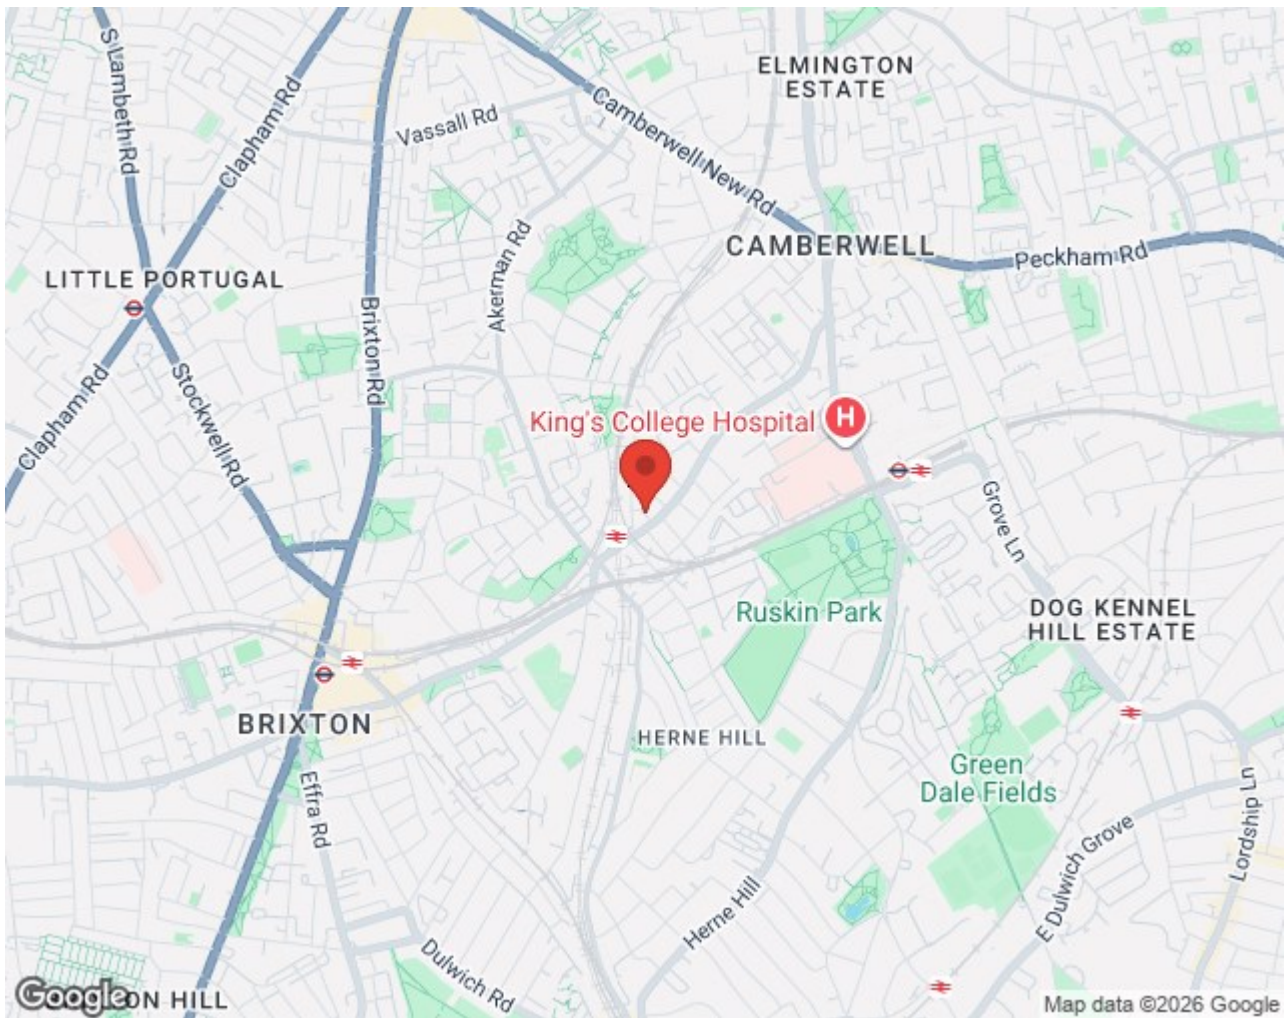 S Lambeth Rd
Clapham Rd
Vassall Rd
Camberwell New Rd
ELMINGTON
ESTATE
Akerman Rd
CAMBERWELL
Peckham Rd
LITTLE PORTUGAL
Brixton Rd
Clapham Rd
Stockwell Rd
King's College Hospital
H
Grove Ln
Ruskin Park
DOG KENNEL
HILL ESTATE
BRIXTON
HERNE HILL
Green
Dale Fields
Effra Rd
Lordship Ln
E Dulwich Grove
Herne Hill
Dulwich Rd
Google
ON HILL
Map data ©2026 Google